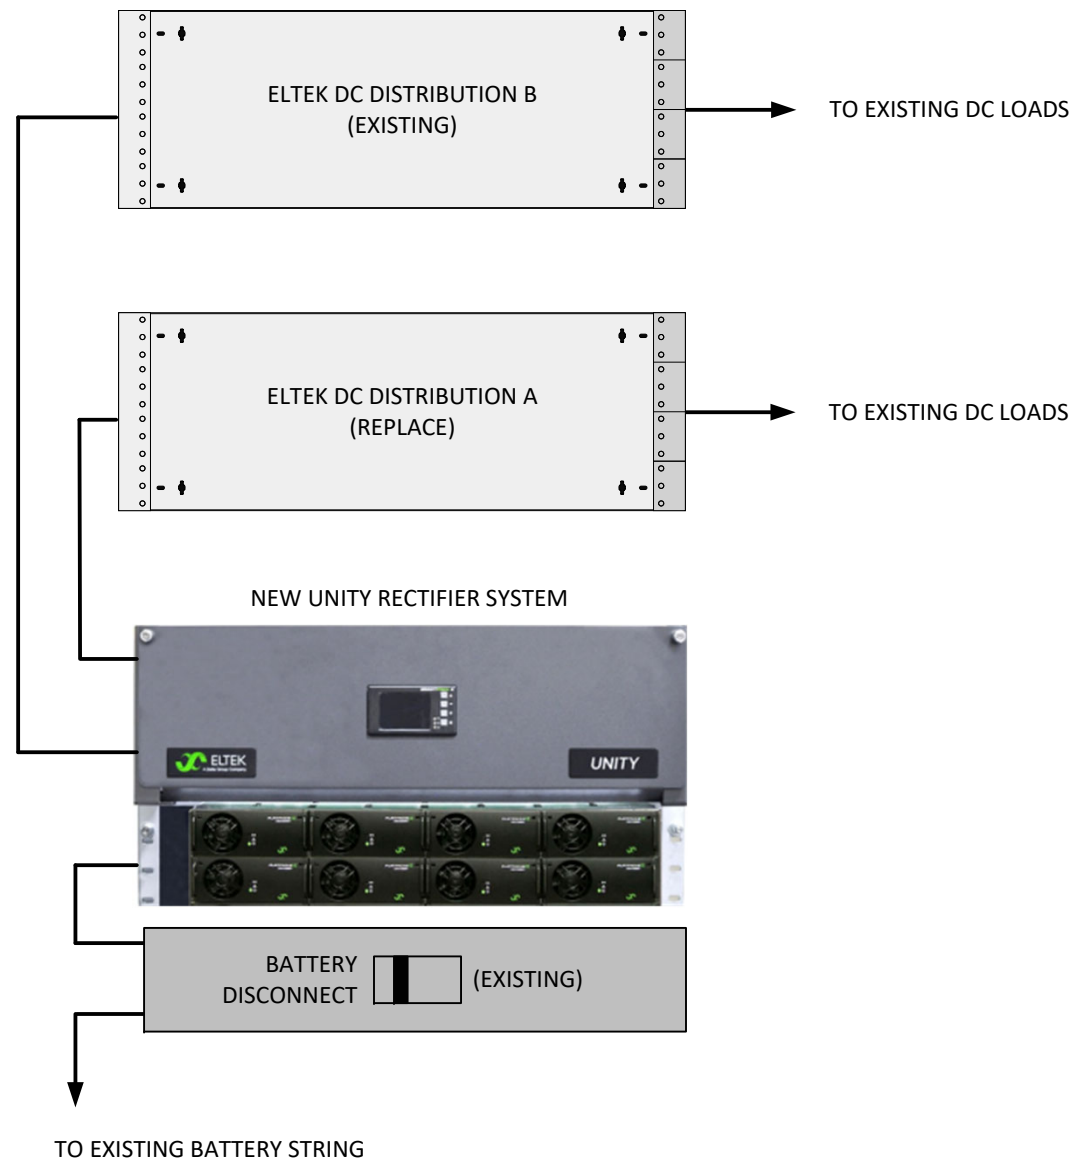 ELTEK DC DISTRIBUTION B
(EXISTING)
TO EXISTING DC LOADS
ELTEK DC DISTRIBUTION A
(REPLACE)
TO EXISTING DC LOADS
NEW UNITY RECTIFIER SYSTEM
ELTEK
UNITY
BATTERY
DISCONNECT
(EXISTING)
TO EXISTING BATTERY STRING